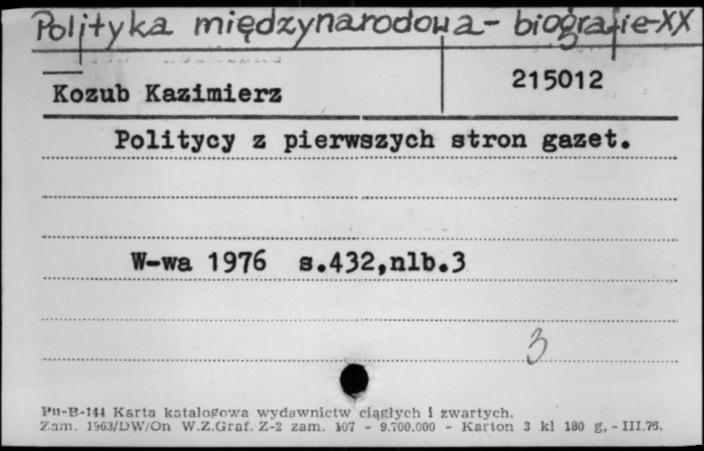 Polityka międzynarodowa - biografie - XX
Kozub Kazimierz
215012
Politycy z pierwszych stron gazet.
W-wa 1976 s.432,nlb.3
3
Pu-B-144 Karta katalogowa wydawnictw ciągłych i zwartych.
Zam. 1963/DW/On W.Z.Graf. Z-2 zam. 107 - 9.700.000 - Karton 3 kl 180 g. - III.76.